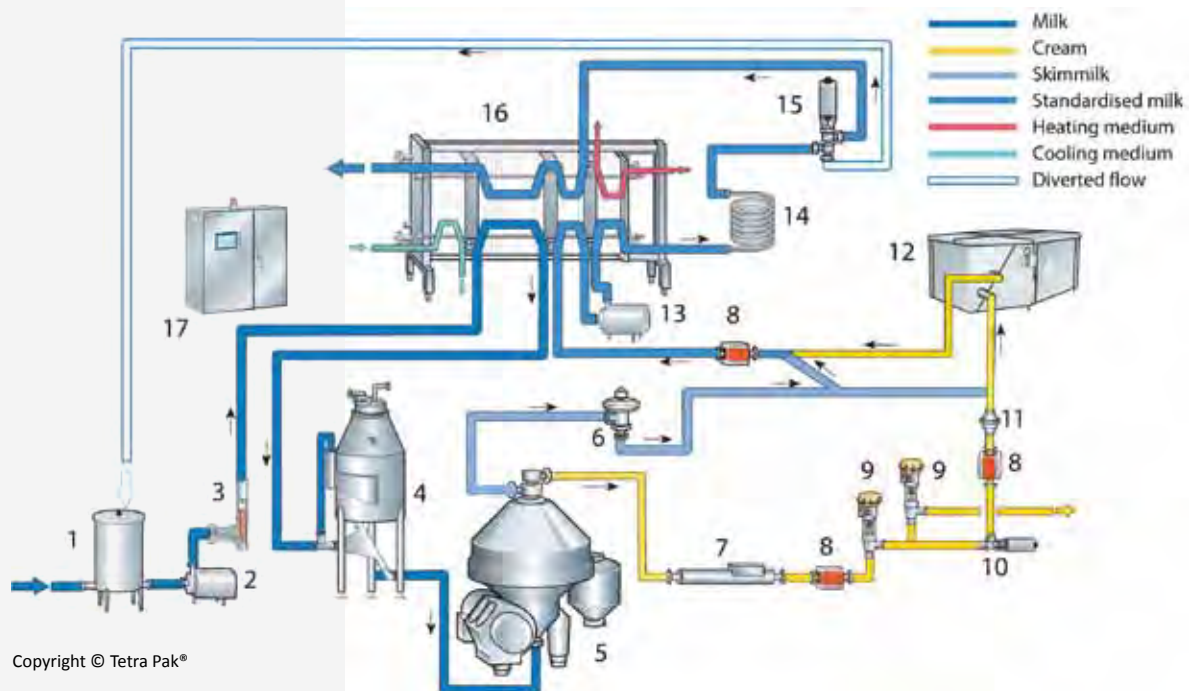 Milk
Cream
Skimmilk
Standardised milk
Heating medium
Cooling medium
Diverted flow
16
15
14
12
17
13
8
3
4
6
11
9
9
8
1
2
7
8
10
5
Copyright © Tetra Pak®